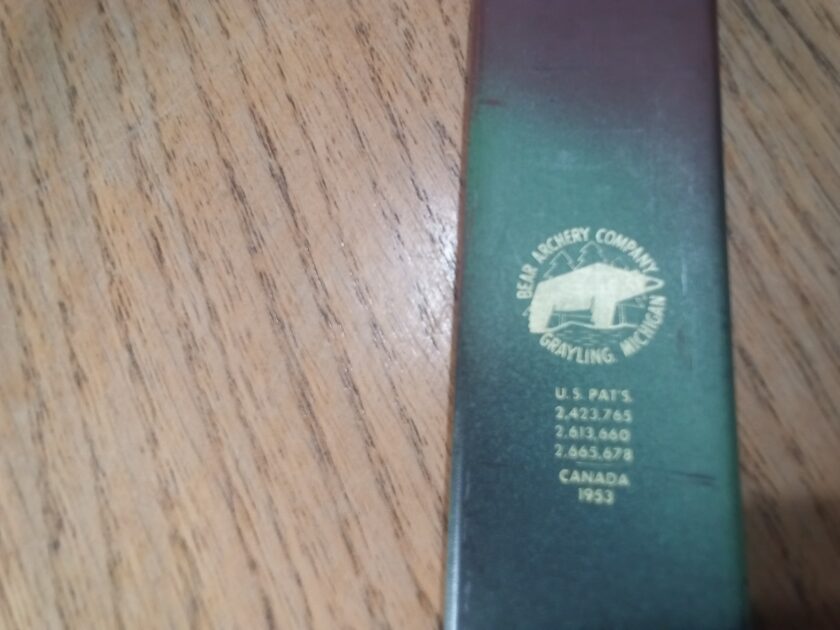 BEAR ARCHERY COMPANY
GRAYLING, MICHIGAN
U.S. PAT'S.
2,423,765
2,613,660
2,665,678
CANADA
1953